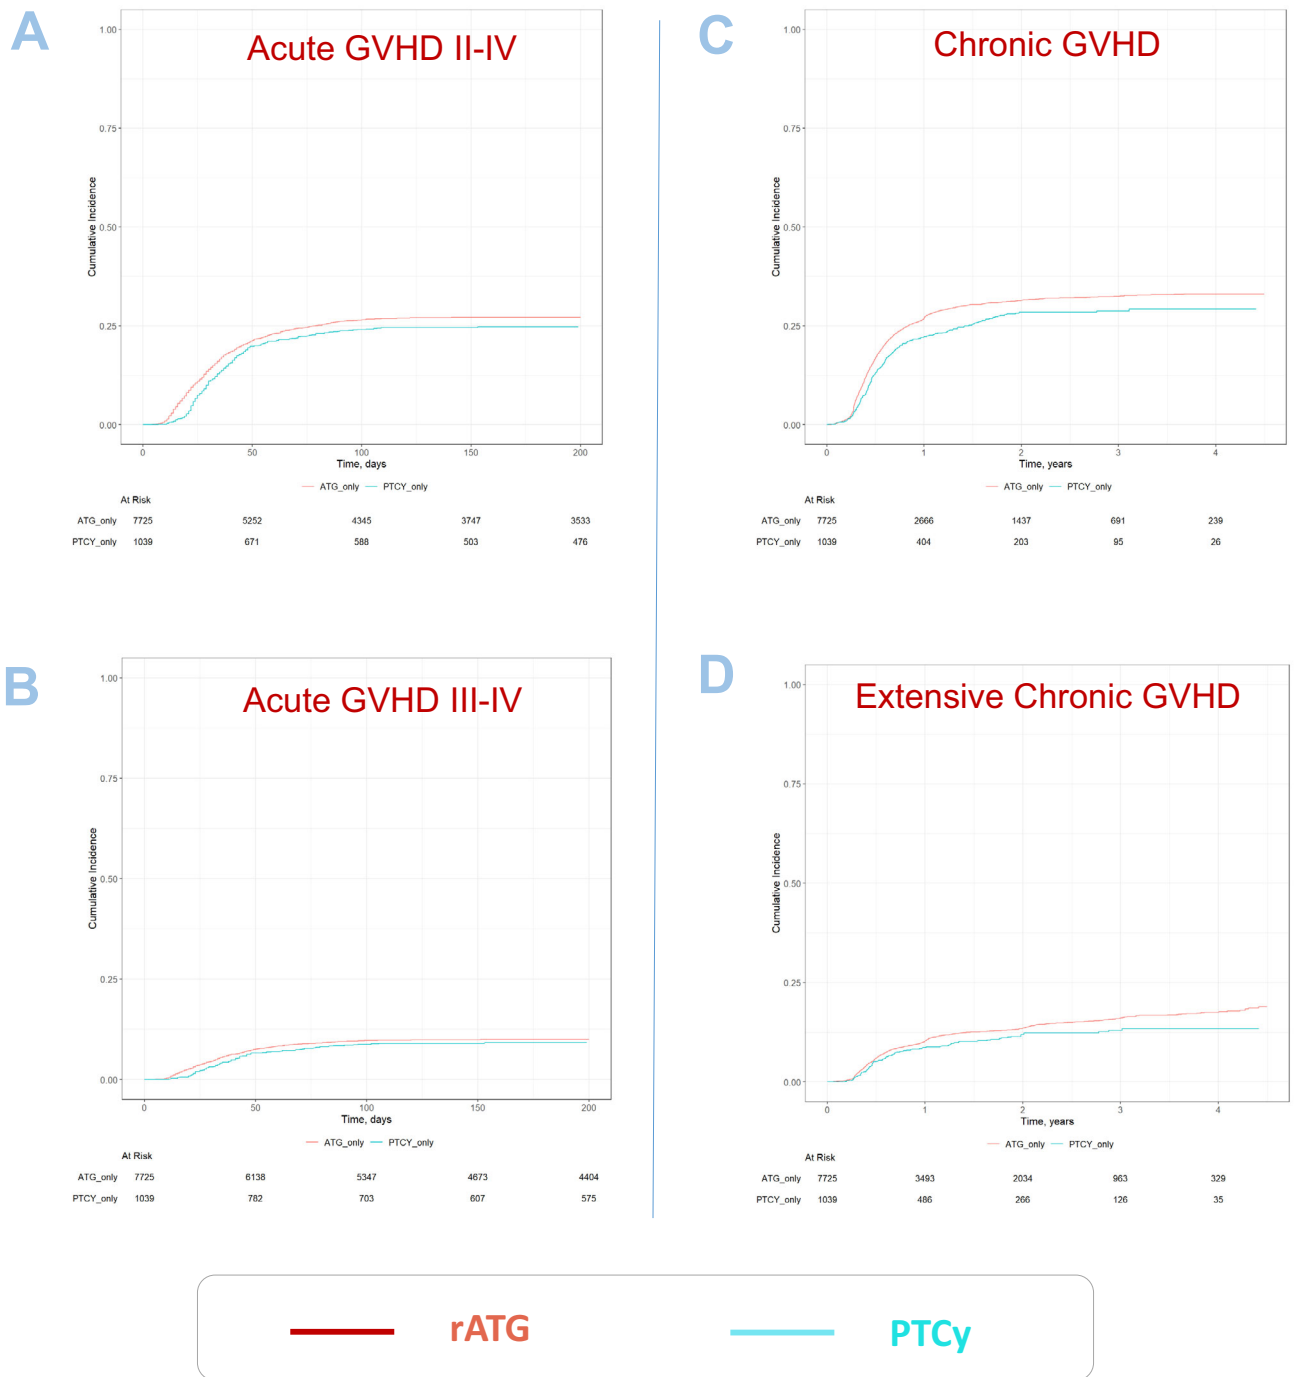 A
Acute GVHD II-IV
1.00
0.75
0.50
0.25
0.00
Cumulative Incidence
0 50 100 150 200
Time, days
ATG_only PTCY_only
At Risk
ATG_only 7725 5252 4345 3747 3533
PTCY_only 1039 671 588 503 476
B
Acute GVHD III-IV
1.00
0.75
0.50
0.25
0.00
Cumulative Incidence
0 50 100 150 200
Time, days
ATG_only PTCY_only
At Risk
ATG_only 7725 6138 5347 4673 4404
PTCY_only 1039 782 703 607 575
C
Chronic GVHD
1.00
0.75
0.50
0.25
0.00
Cumulative Incidence
0 1 2 3 4
Time, years
ATG_only PTCY_only
At Risk
ATG_only 7725 2666 1437 691 239
PTCY_only 1039 404 203 95 26
D
Extensive Chronic GVHD
1.00
0.75
0.50
0.25
0.00
Cumulative Incidence
0 1 2 3 4
Time, years
ATG_only PTCY_only
At Risk
ATG_only 7725 3493 2034 963 329
PTCY_only 1039 486 266 126 35
rATG PTCy